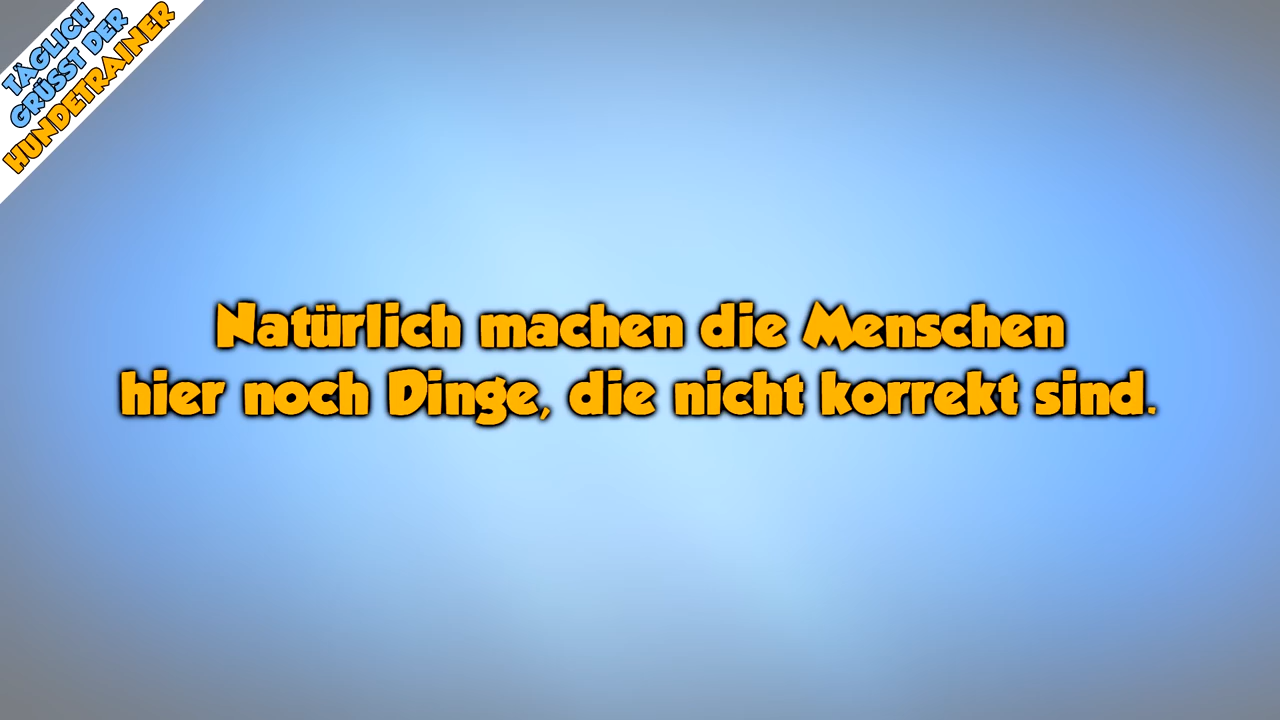 TÄGLICH
GRÜSST DER
HUNDETRAINER
Natürlich machen die Menschen
hier noch Dinge, die nicht korrekt sind.